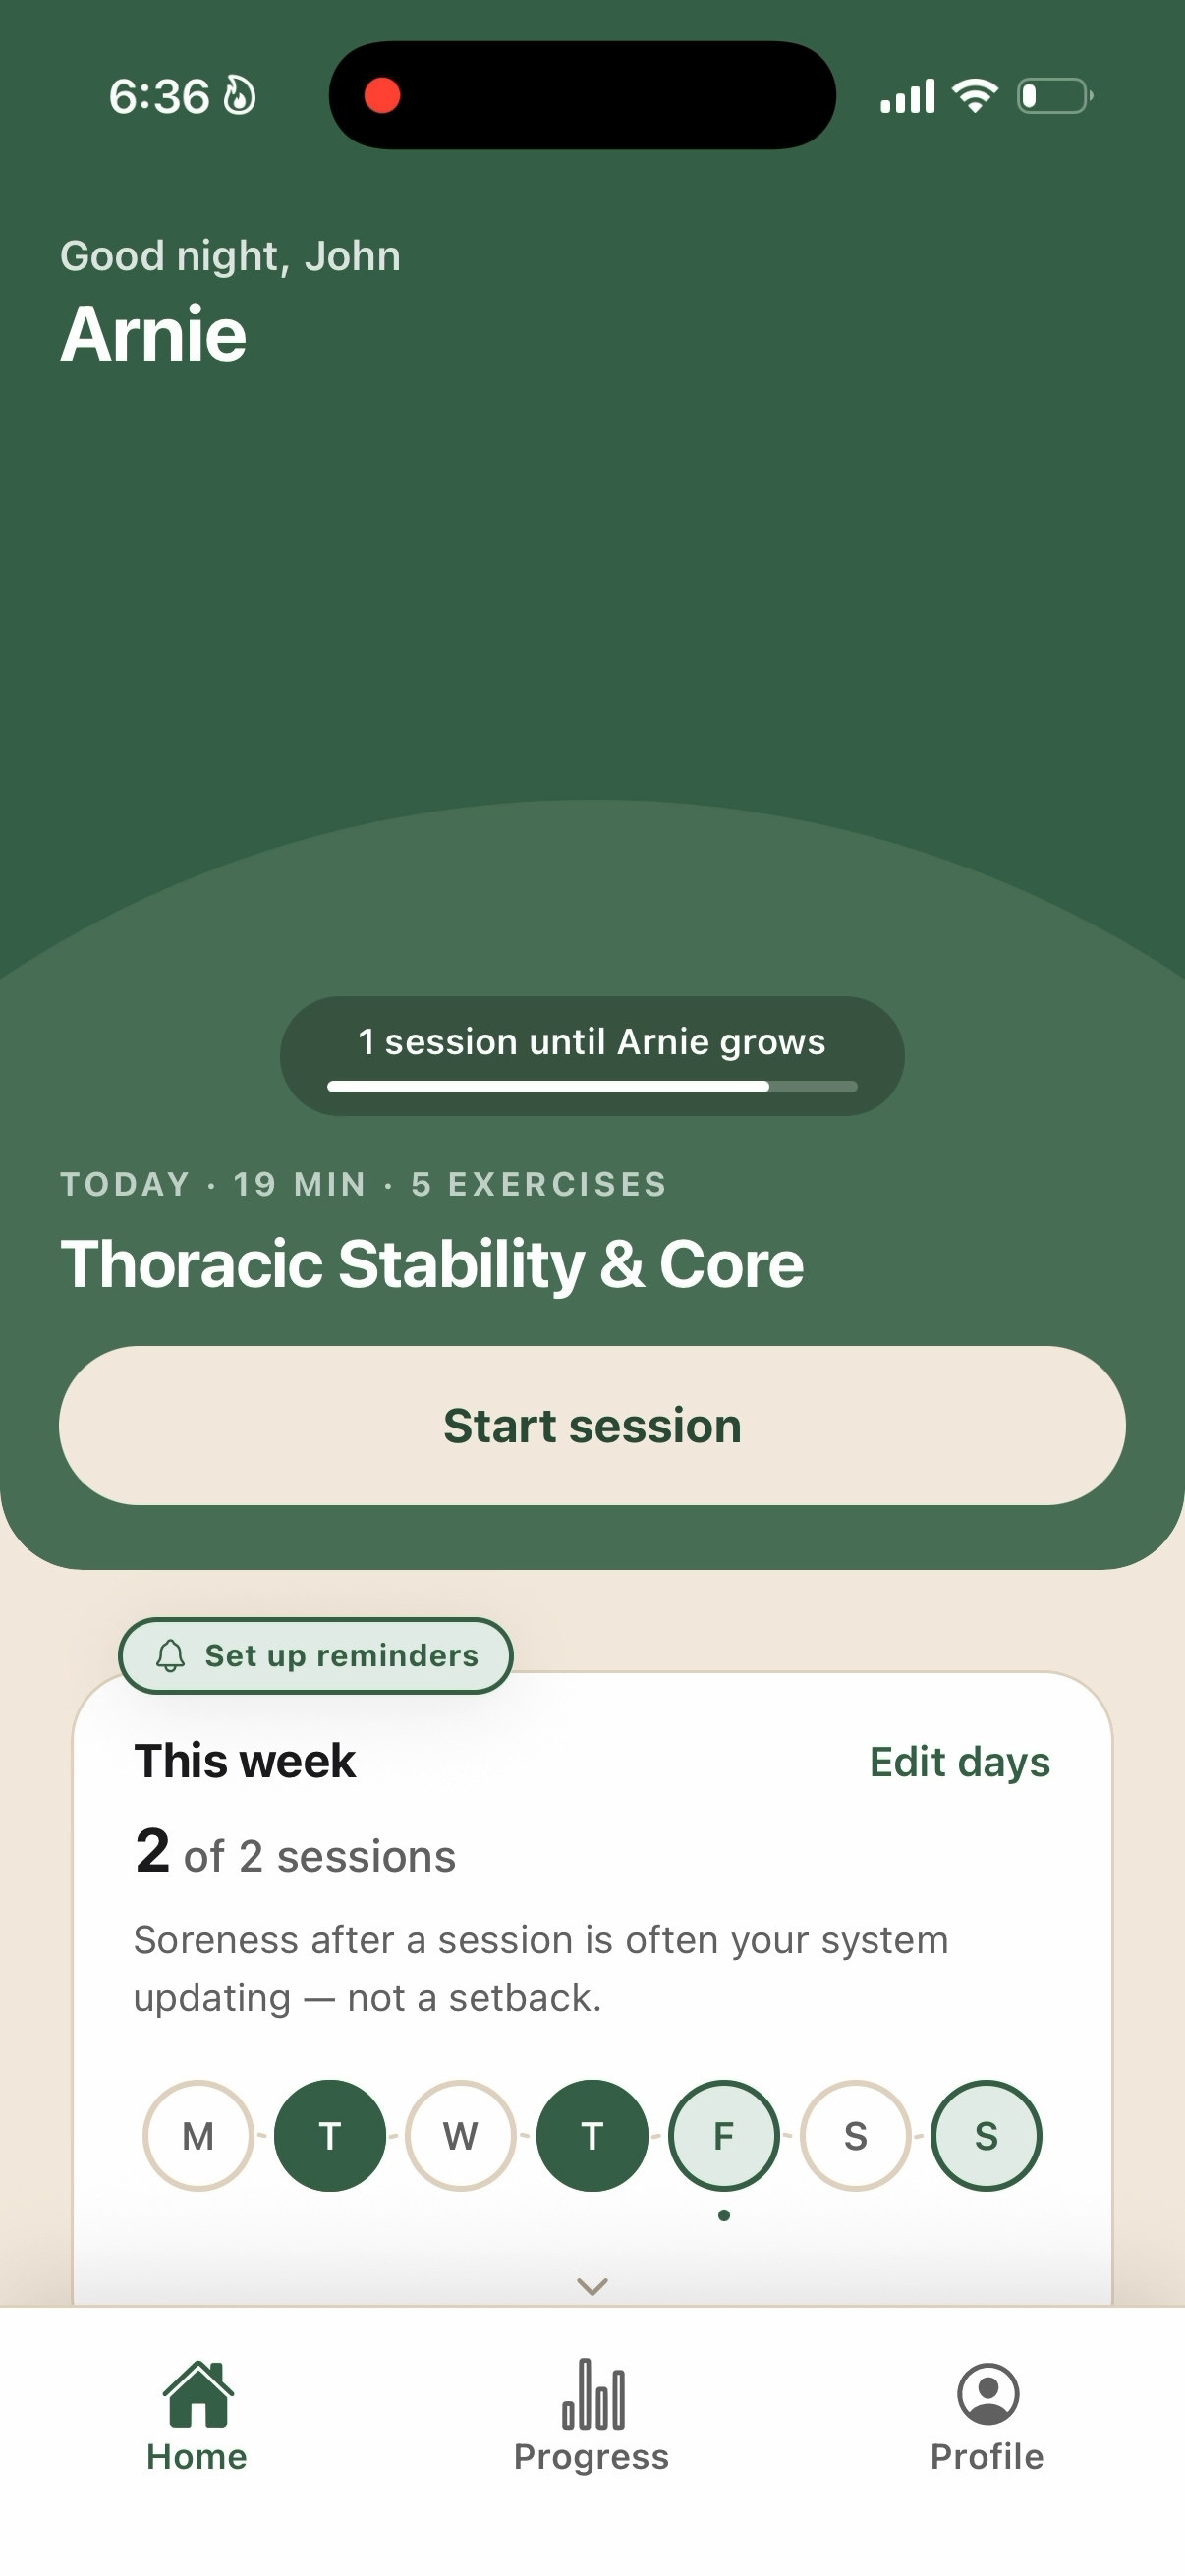 6:36
Good night, John
Arnie
1 session until Arnie grows
TODAY · 19 MIN · 5 EXERCISES
Thoracic Stability & Core
Start session
Set up reminders
This week
Edit days
2 of 2 sessions
Soreness after a session is often your system
updating — not a setback.
M T W T F S S
Home Progress Profile